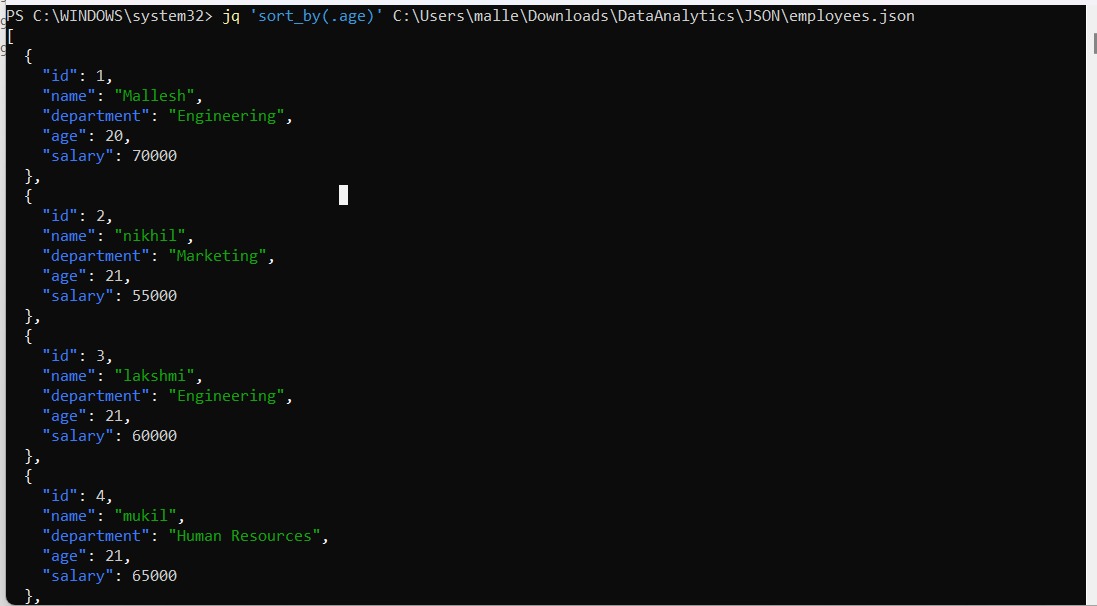 PS C:\WINDOWS\system32> jq 'sort_by(.age)' C:\Users\malle\Downloads\DataAnalytics\JSON\employees.json
[
  {
    "id": 1,
    "name": "Mallesh",
    "department": "Engineering",
    "age": 20,
    "salary": 70000
  },
  {
    "id": 2,
    "name": "nikhil",
    "department": "Marketing",
    "age": 21,
    "salary": 55000
  },
  {
    "id": 3,
    "name": "lakshmi",
    "department": "Engineering",
    "age": 21,
    "salary": 60000
  },
  {
    "id": 4,
    "name": "mukil",
    "department": "Human Resources",
    "age": 21,
    "salary": 65000
  },